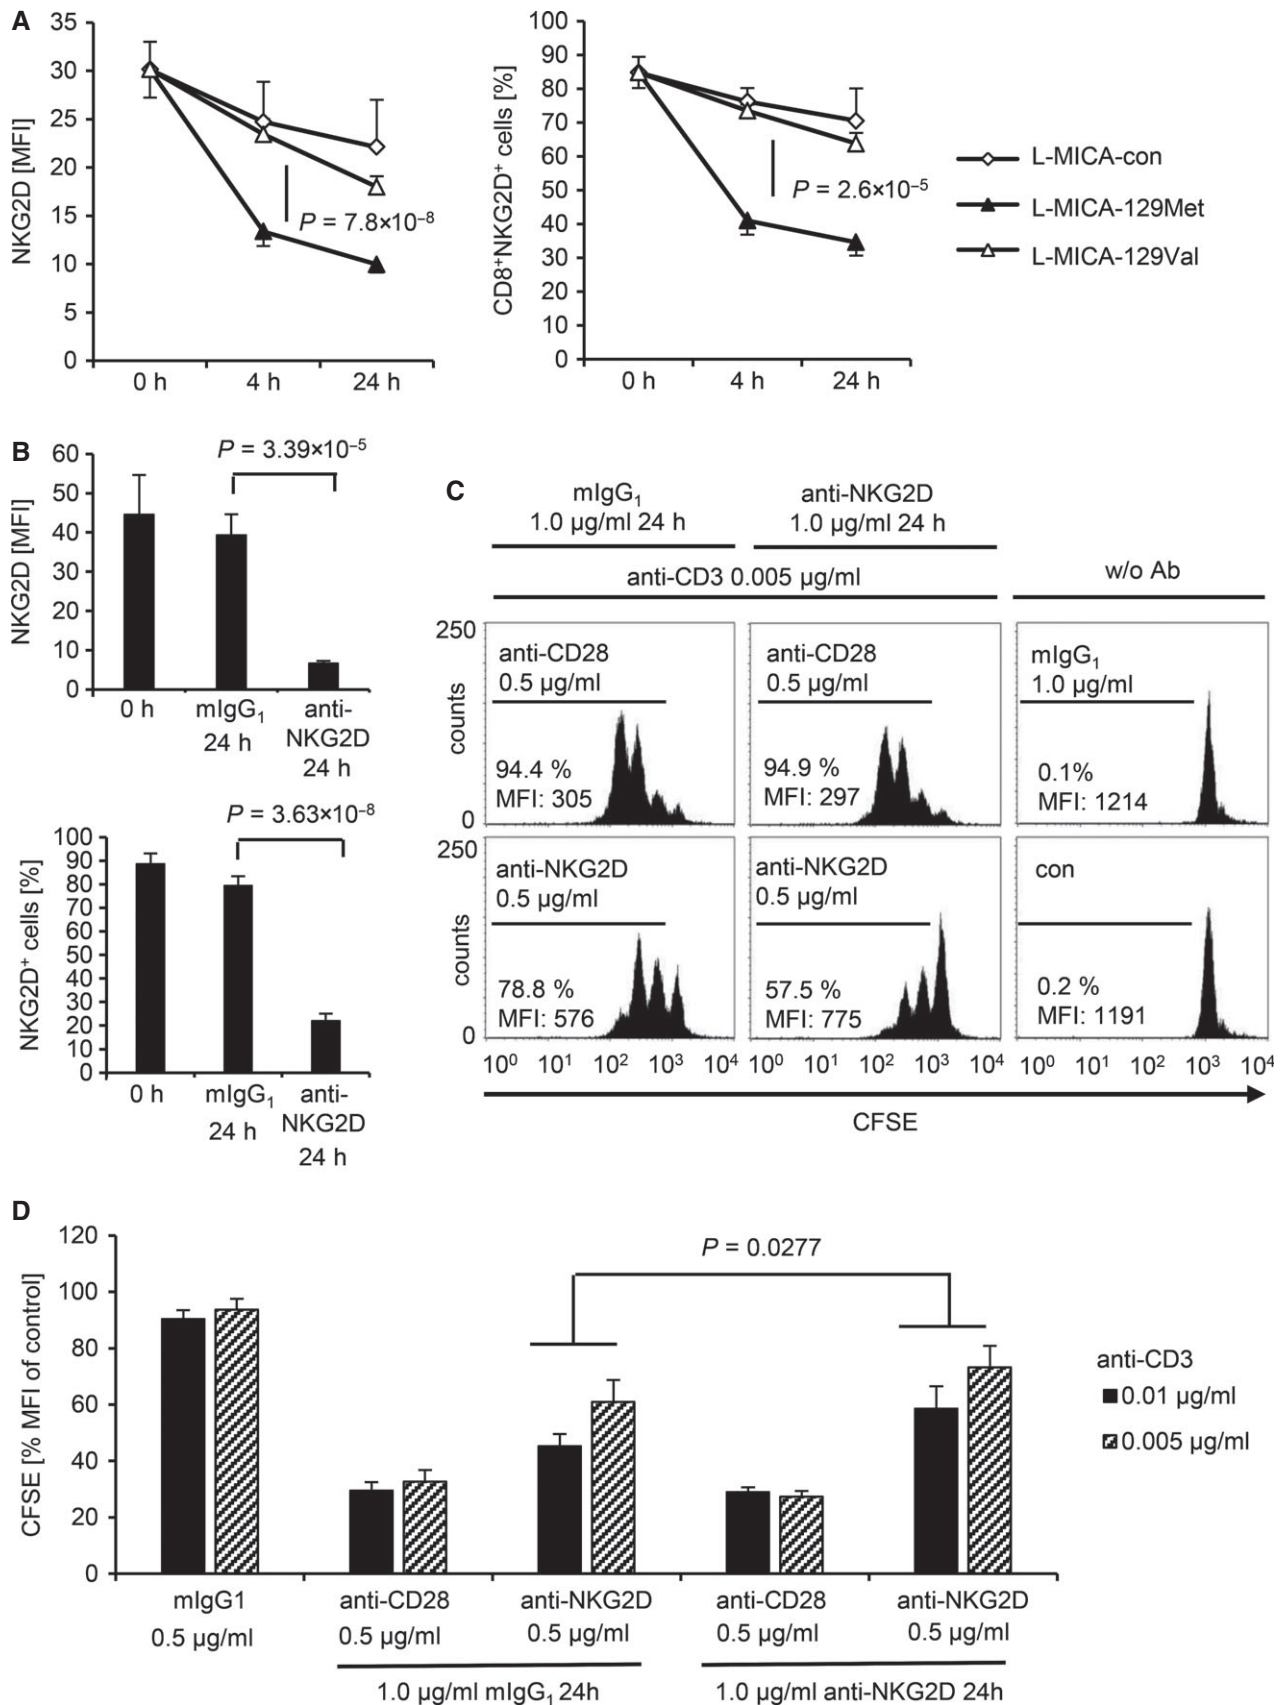 A
35
30
25
20
15
10
5
0
NKG2D [MFI]
P = 7.8×10⁻⁸
0 h 4 h 24 h
100
90
80
70
60
50
40
30
20
10
0
CD8⁺NKG2D⁺ cells [%]
P = 2.6×10⁻⁵
0 h 4 h 24 h
L-MICA-con
L-MICA-129Met
L-MICA-129Val
B
60
50
40
30
20
10
0
NKG2D [MFI]
P = 3.39×10⁻⁵
0 h mIgG₁ anti-
24 h NKG2D
24 h
100
90
80
70
60
50
40
30
20
10
0
NKG2D⁺ cells [%]
P = 3.63×10⁻⁸
0 h mIgG₁ anti-
24 h NKG2D
24 h
C
mIgG₁
1.0 µg/ml 24 h
anti-NKG2D
1.0 µg/ml 24 h
anti-CD3 0.005 µg/ml
w/o Ab
250
counts
0
anti-CD28
0.5 µg/ml
94.4 %
MFI: 305
anti-CD28
0.5 µg/ml
94.9 %
MFI: 297
mIgG₁
1.0 µg/ml
0.1%
MFI: 1214
250
counts
0
anti-NKG2D
0.5 µg/ml
78.8 %
MFI: 576
anti-NKG2D
0.5 µg/ml
57.5 %
MFI: 775
con
0.2 %
MFI: 1191
10⁰ 10¹ 10² 10³ 10⁴
10⁰ 10¹ 10² 10³ 10⁴
10⁰ 10¹ 10² 10³ 10⁴
CFSE
D
120
100
80
60
40
20
0
CFSE [% MFI of control]
P = 0.0277
anti-CD3
0.01 µg/ml
0.005 µg/ml
mIgG1 anti-CD28 anti-NKG2D anti-CD28 anti-NKG2D
0.5 µg/ml 0.5 µg/ml 0.5 µg/ml 0.5 µg/ml 0.5 µg/ml
1.0 µg/ml mIgG₁ 24h 1.0 µg/ml anti-NKG2D 24h